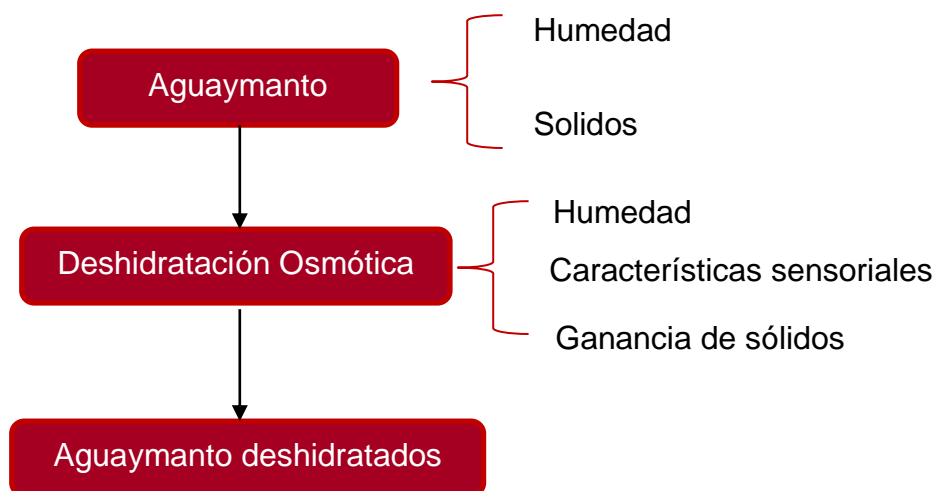 Humedad
Aguaymanto
Solidos
Humedad
Deshidratación Osmótica
Características sensoriales
Ganancia de sólidos
Aguaymanto deshidratados